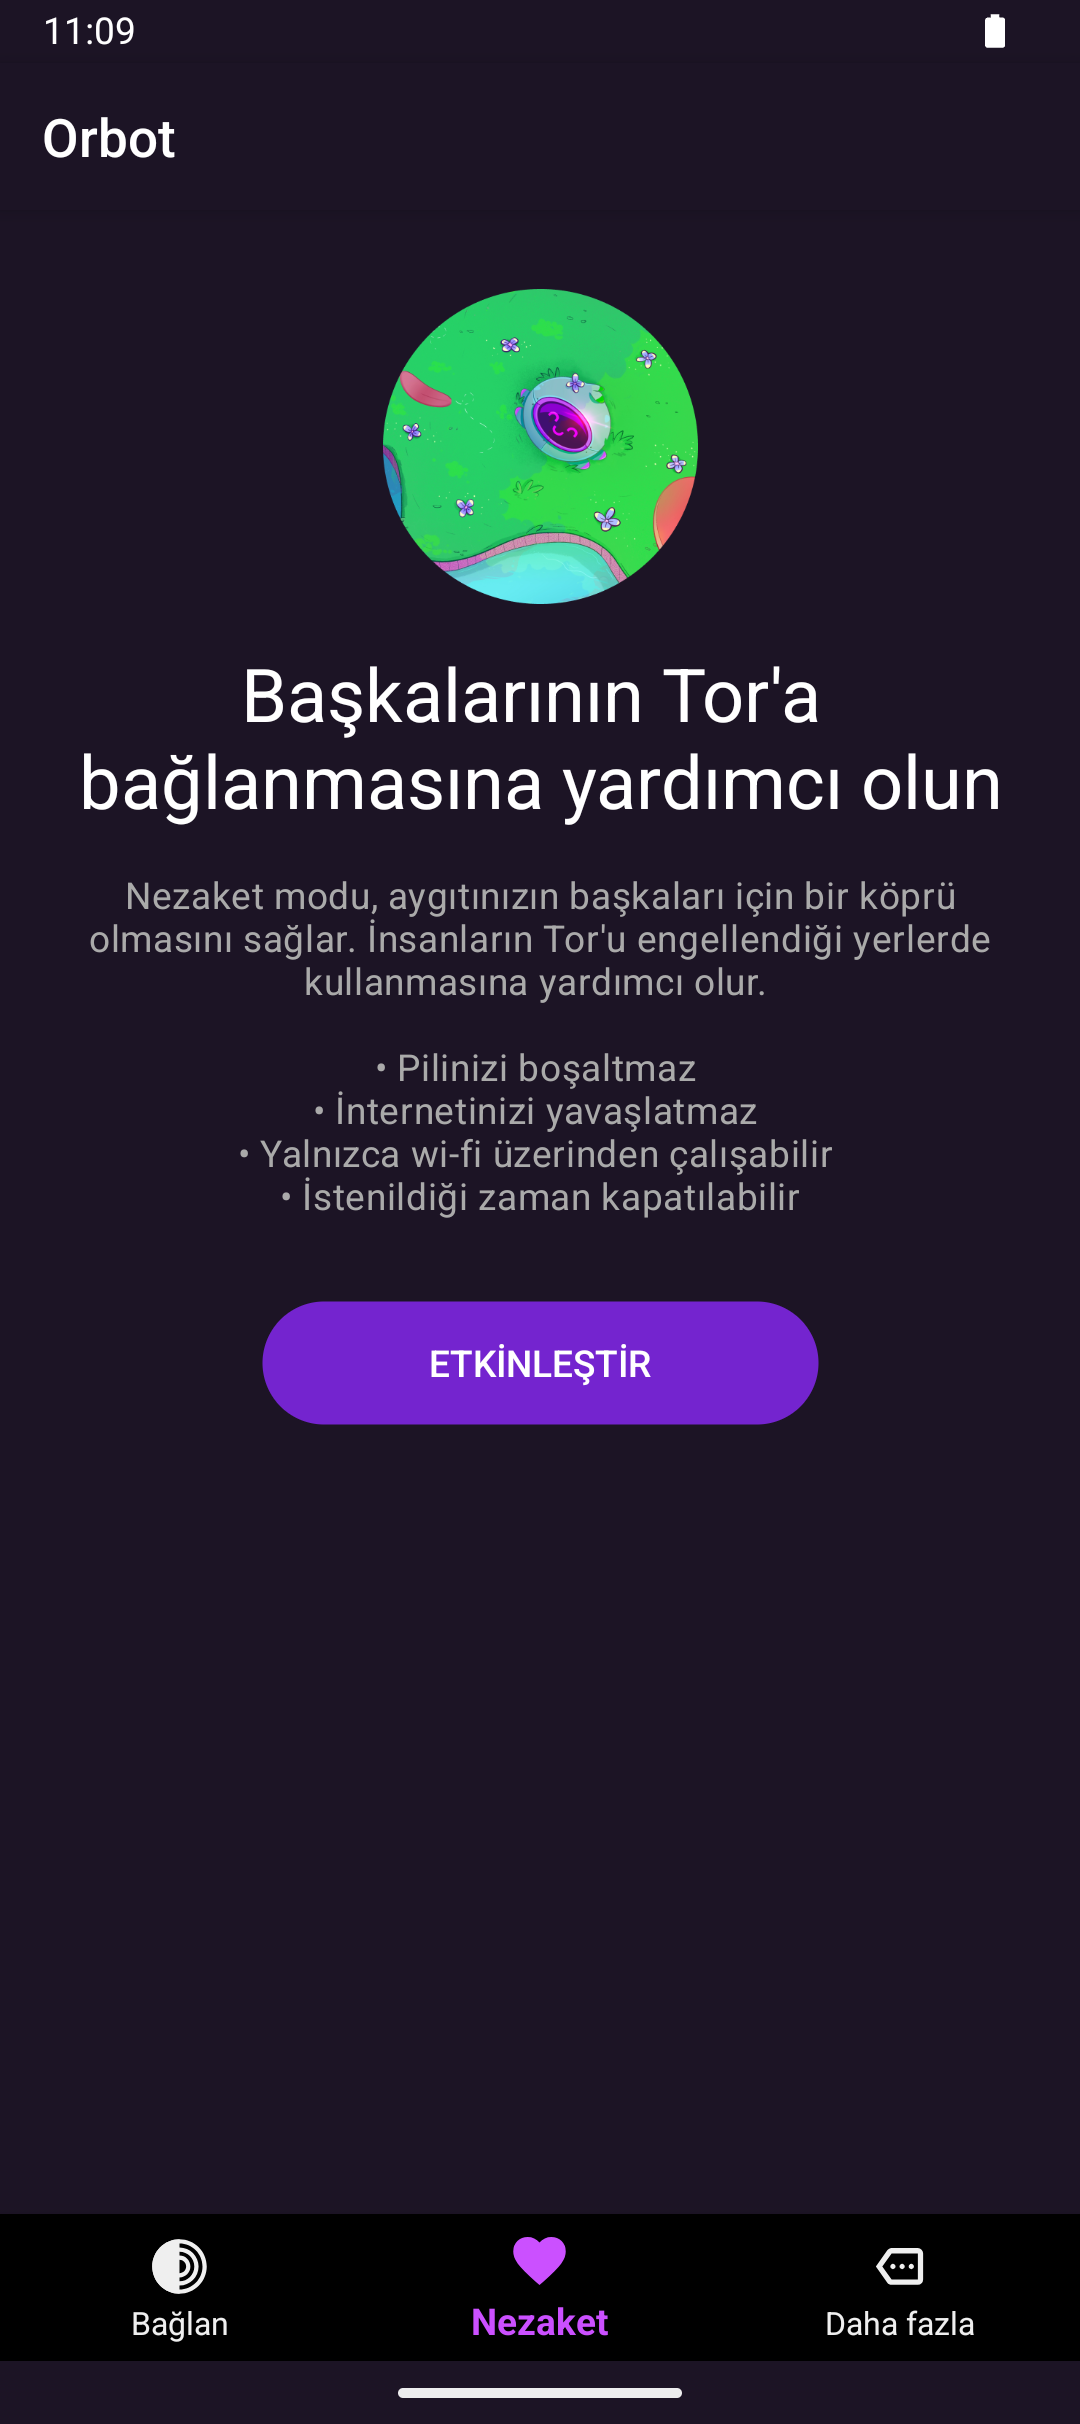 11:09
Orbot
Başkalarının Tor'a
bağlanmasına yardımcı olun
Nezaket modu, aygıtınızın başkaları için bir köprü
olmasını sağlar. İnsanların Tor'u engellendiği yerlerde
kullanmasına yardımcı olur.
• Pilinizi boşaltmaz
• İnternetinizi yavaşlatmaz
• Yalnızca wi-fi üzerinden çalışabilir
• İstenildiği zaman kapatılabilir
ETKİNLEŞTİR
Bağlan
Nezaket
Daha fazla